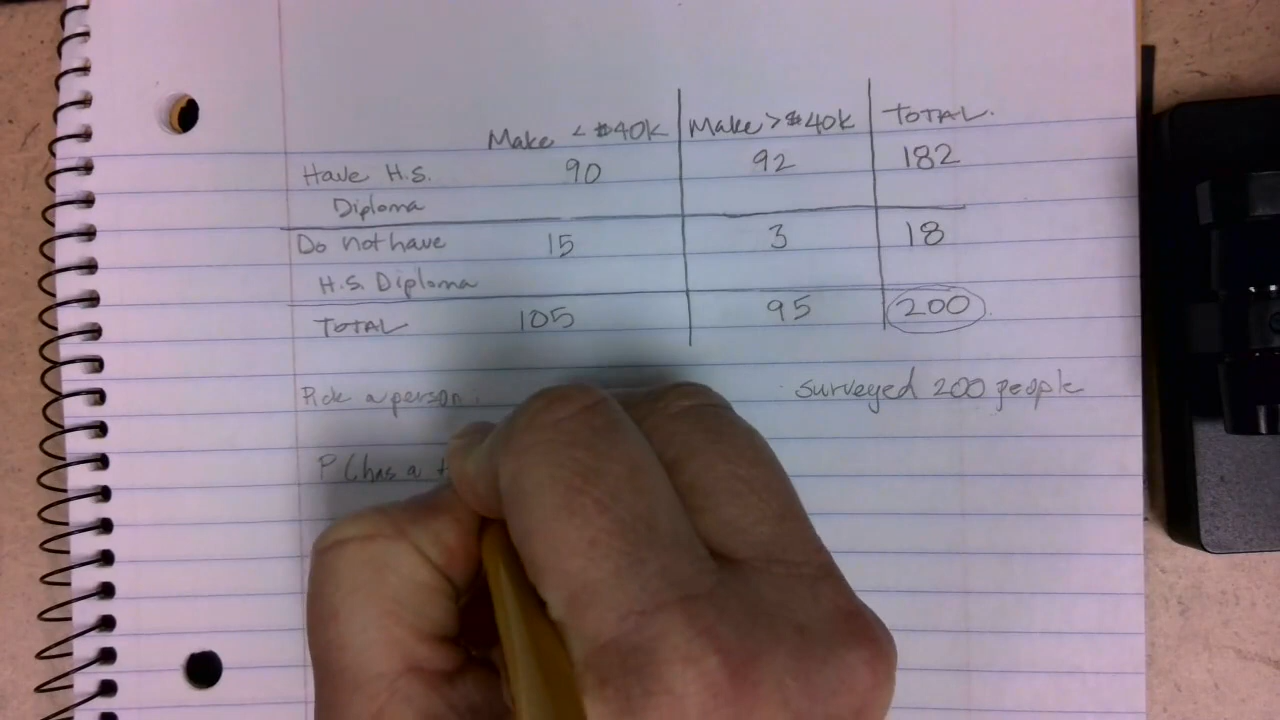 Make < $40K Make > $40K TOTAL.
Have H.S. 90 92 182
Diploma
Do not have 15 3 18
H.S. Diploma
TOTAL 105 95 200
Pick a person. surveyed 200 people
P (has a